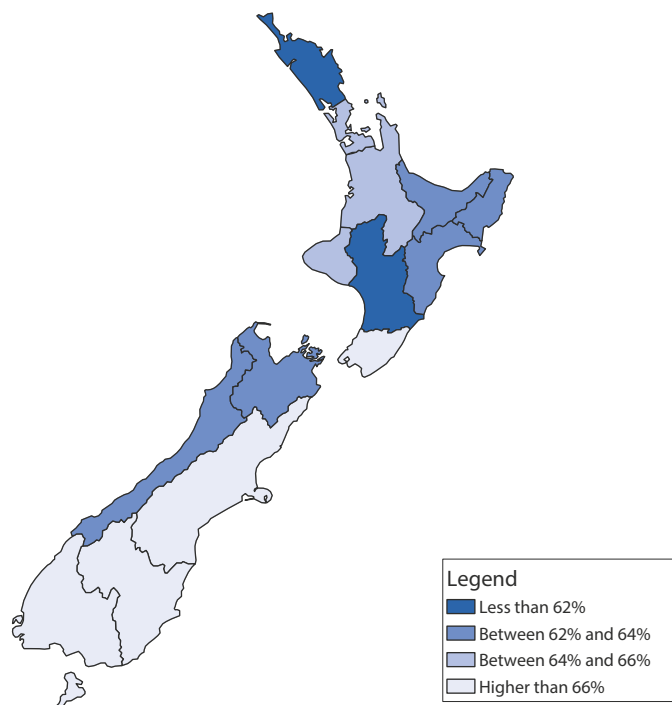 Legend
Less than 62%
Between 62% and 64%
Between 64% and 66%
Higher than 66%